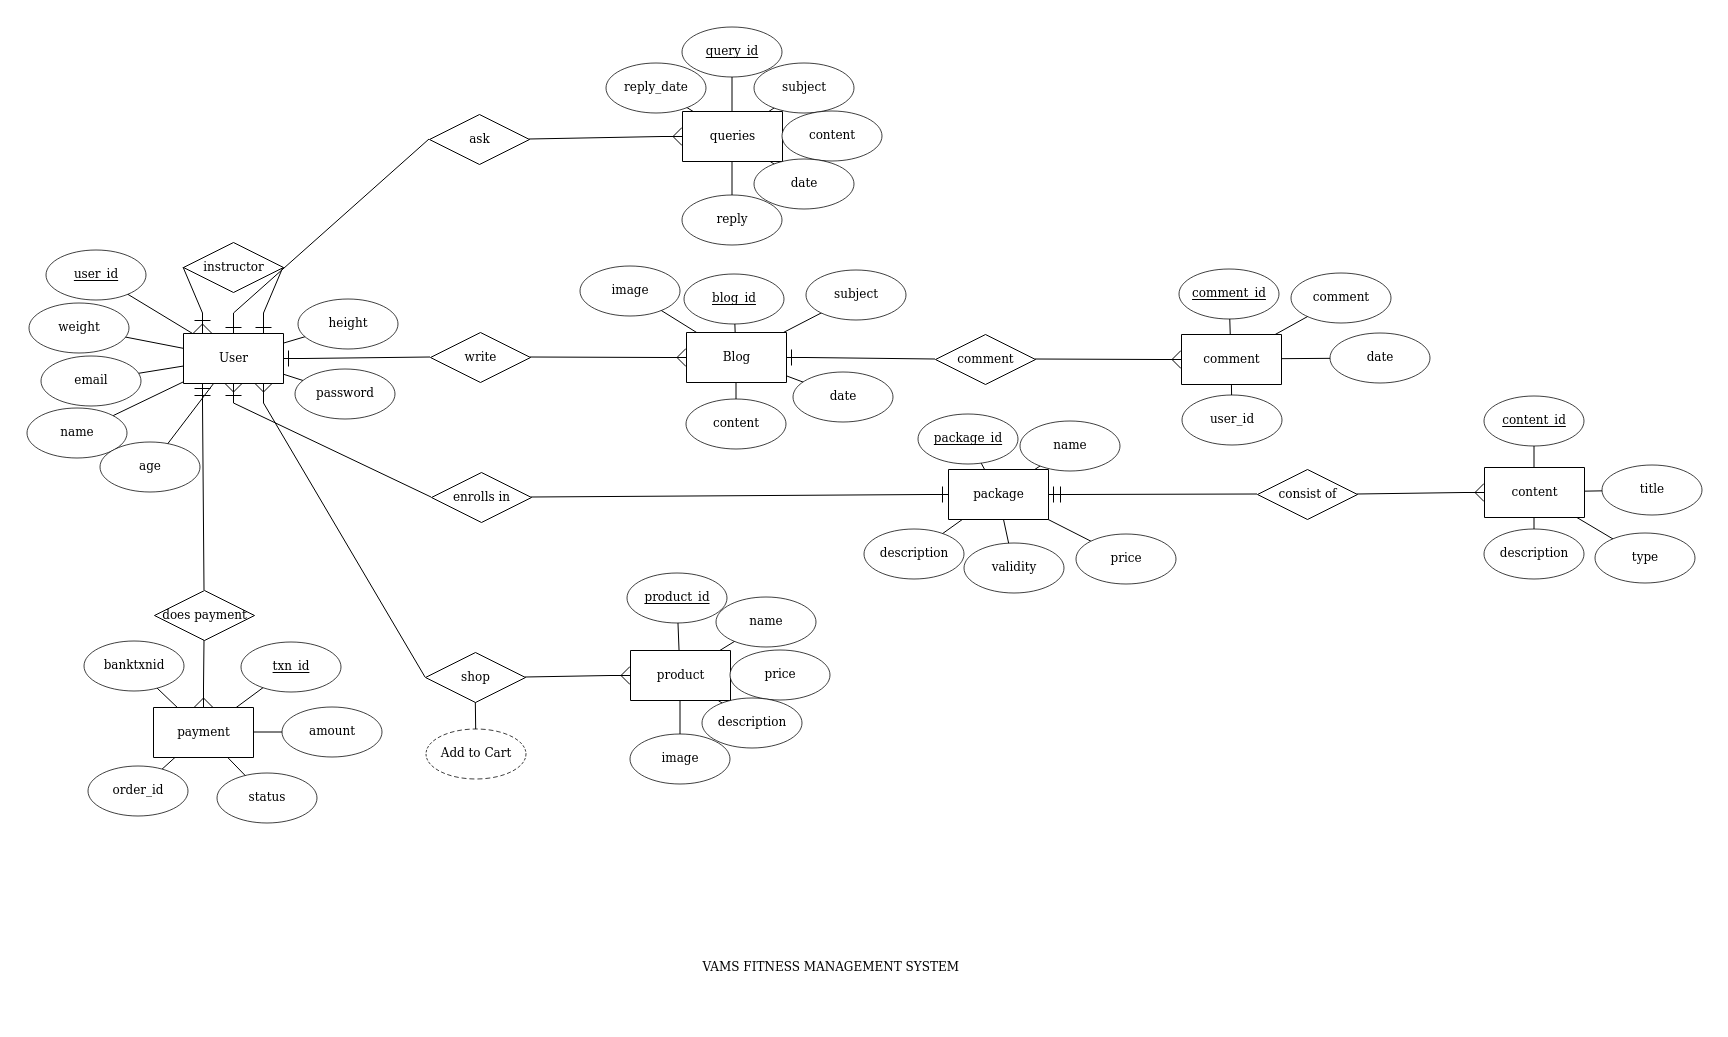 query_id
reply_date
subject
queries
content
date
reply
ask
instructor
user_id
weight
email
name
age
height
password
User
write
image
blog_id
subject
Blog
content
date
comment
comment_id
comment
date
comment
user_id
enrolls in
package_id
name
package
description
validity
price
consist of
content_id
content
title
description
type
does payment
banktxnid
txn_id
payment
amount
order_id
status
shop
Add to Cart
product_id
name
product
price
description
image
VAMS FITNESS MANAGEMENT SYSTEM